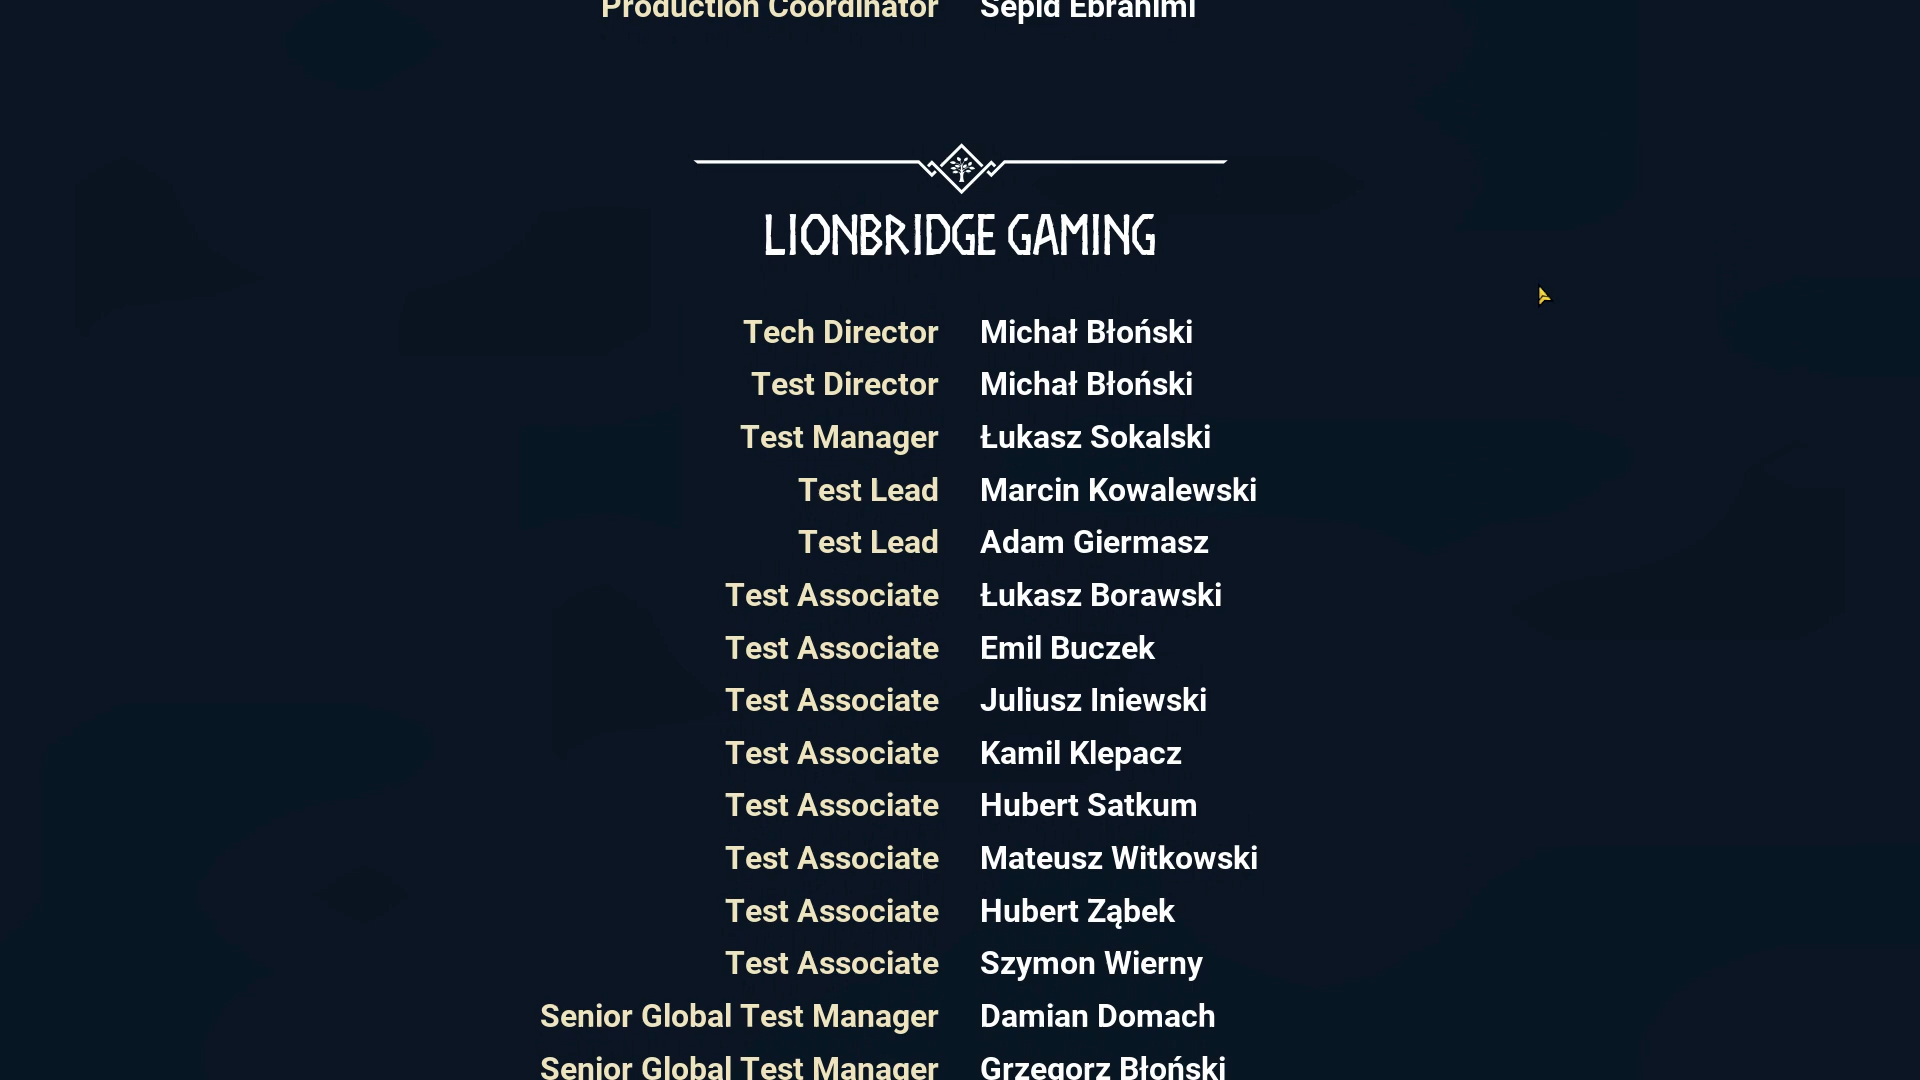 Production Coordinator Sepid Ebrahimi
LIONBRIDGE GAMING
Tech Director Michał Błoński
Test Director Michał Błoński
Test Manager Łukasz Sokalski
Test Lead Marcin Kowalewski
Test Lead Adam Giermasz
Test Associate Łukasz Borawski
Test Associate Emil Buczek
Test Associate Juliusz Iniewski
Test Associate Kamil Klepacz
Test Associate Hubert Satkum
Test Associate Mateusz Witkowski
Test Associate Hubert Ząbek
Test Associate Szymon Wierny
Senior Global Test Manager Damian Domach
Senior Global Test Manager Grzegorz Błoński